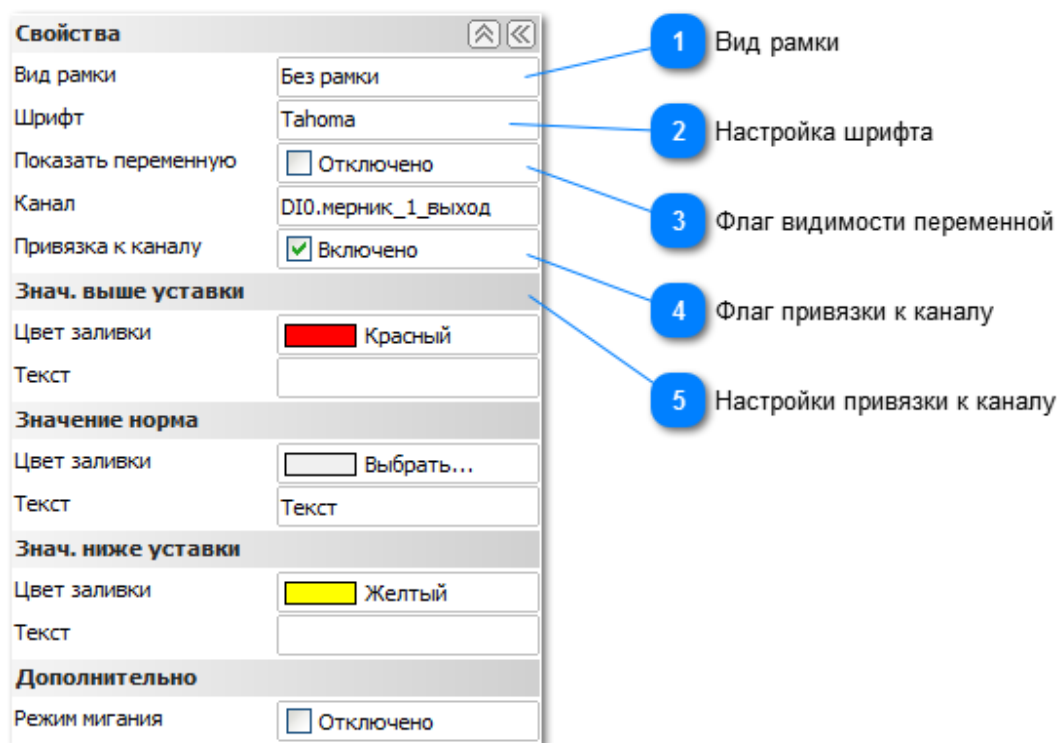 Свойства
Вид рамки Без рамки
Шрифт Tahoma
Показать переменную Отключено
Канал DI0.мерник_1_выход
Привязка к каналу Включено
Знач. выше уставки
Цвет заливки Красный
Текст
Значение норма
Цвет заливки Выбрать...
Текст Текст
Знач. ниже уставки
Цвет заливки Желтый
Текст
Дополнительно
Режим мигания Отключено
1 Вид рамки
2 Настройка шрифта
3 Флаг видимости переменной
4 Флаг привязки к каналу
5 Настройки привязки к каналу